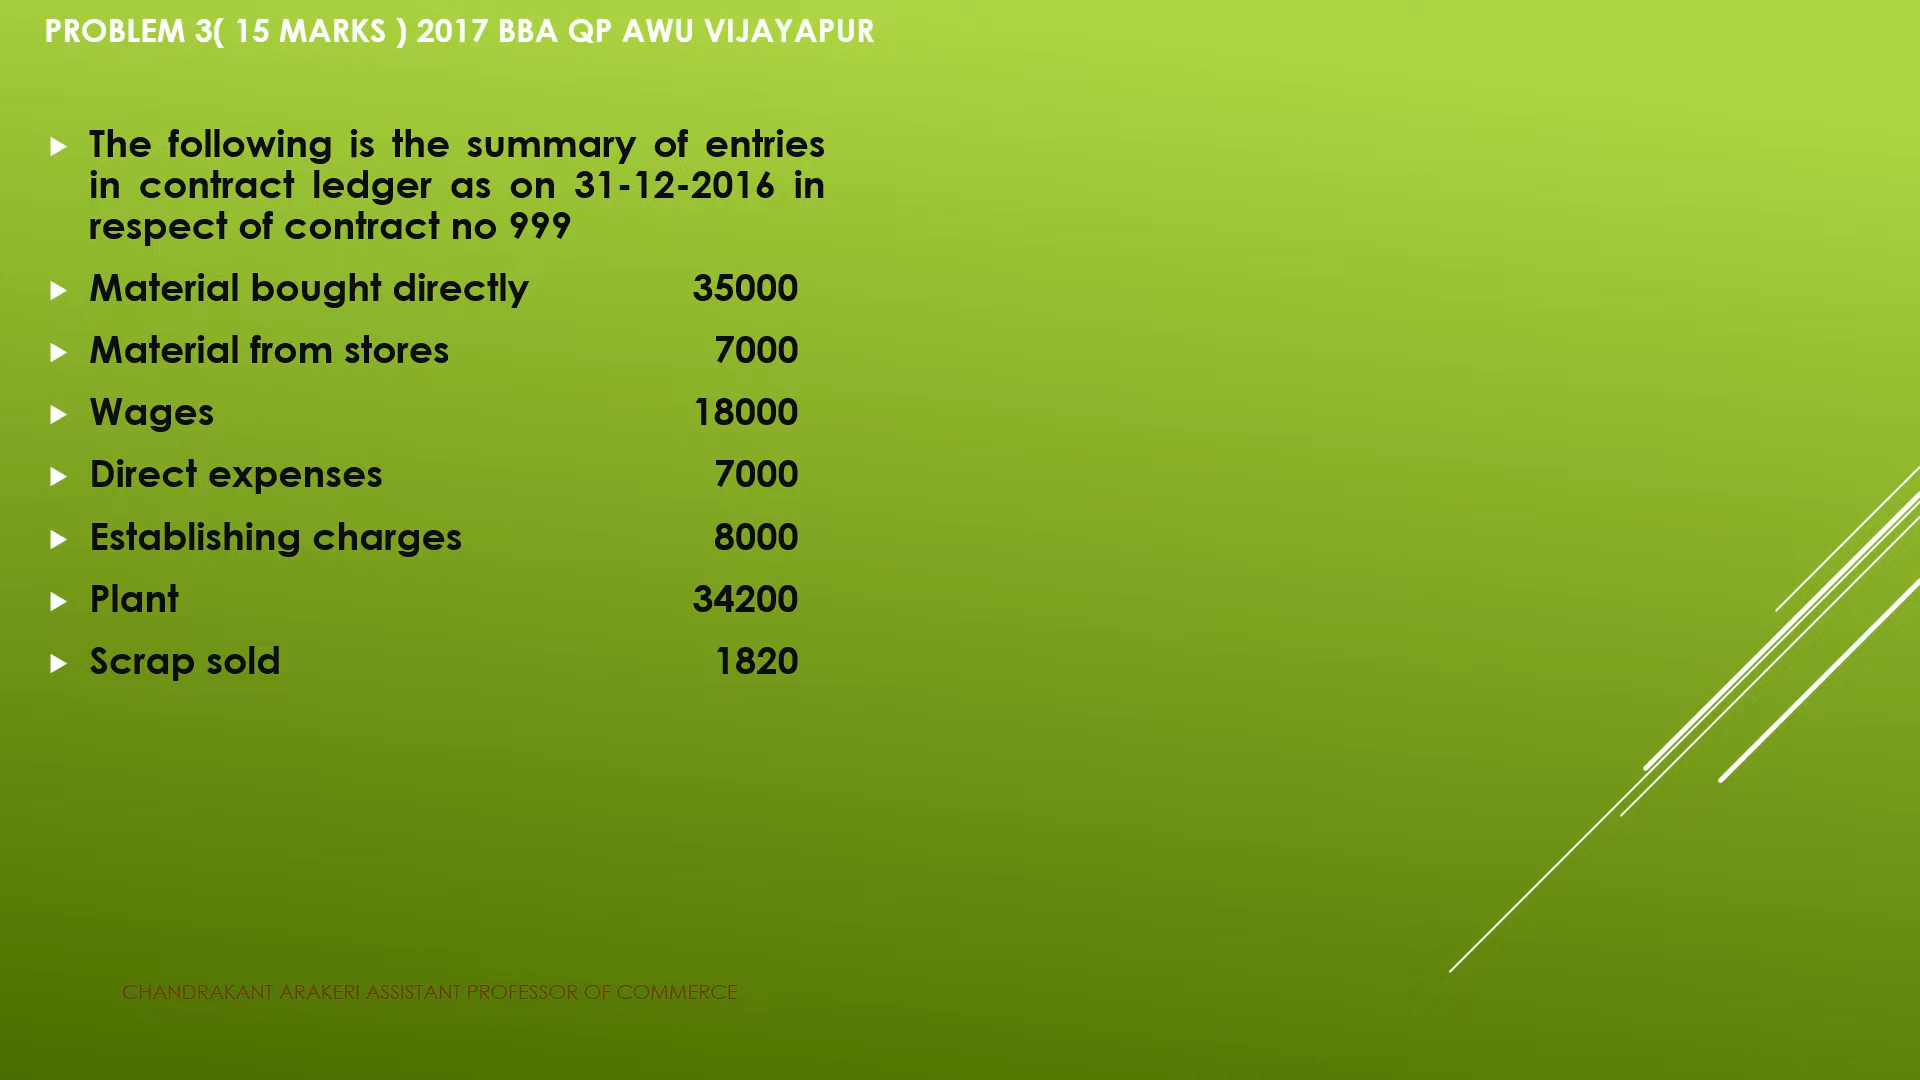 PROBLEM 3( 15 MARKS ) 2017 BBA QP AWU VIJAYAPUR
The following is the summary of entries
in contract ledger as on 31-12-2016 in
respect of contract no 999
Material bought directly 35000
Material from stores 7000
Wages 18000
Direct expenses 7000
Establishing charges 8000
Plant 34200
Scrap sold 1820
CHANDRAKANT ARAKERI ASSISTANT PROFESSOR OF COMMERCE